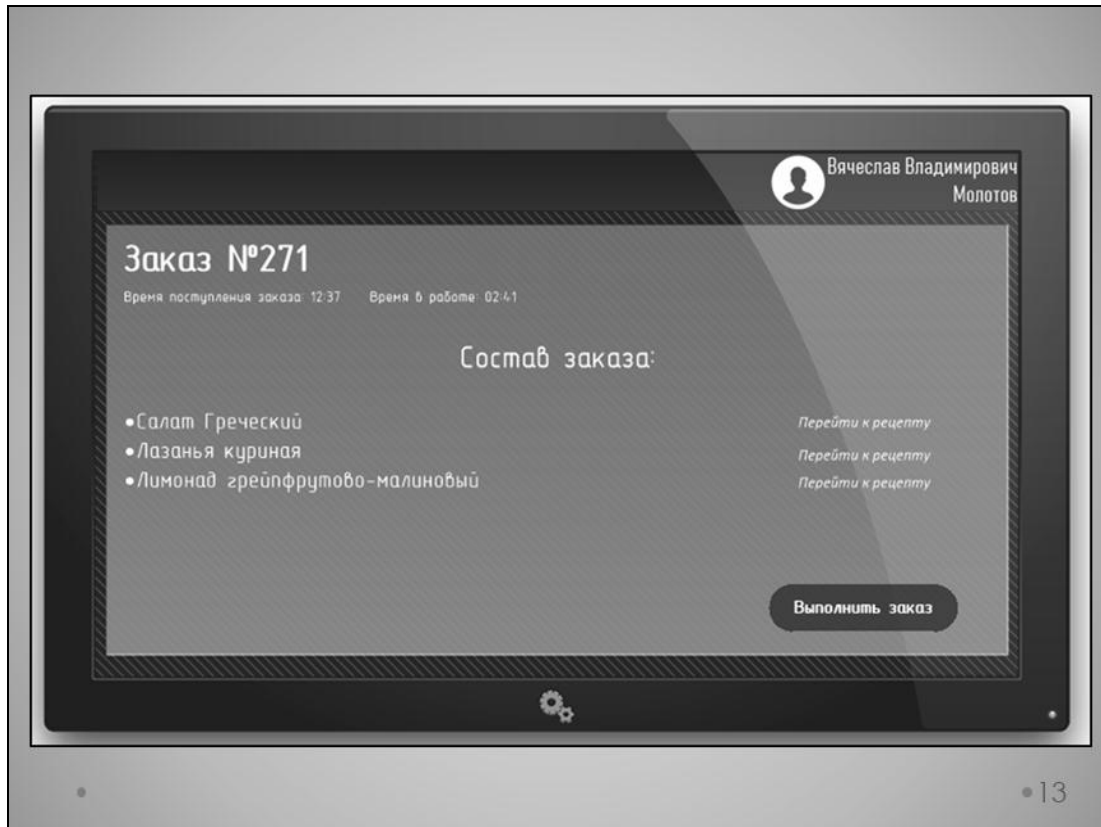 Вячеслав Владимирович
Молотов
Заказ №271
Время поступления заказа: 12:37 Время в работе: 02:41
Состав заказа:
•Салат Греческий Перейти к рецепту
•Лазанья куриная Перейти к рецепту
•Лимонад грейпфрутово-малиновый Перейти к рецепту
Выполнить заказ
•13